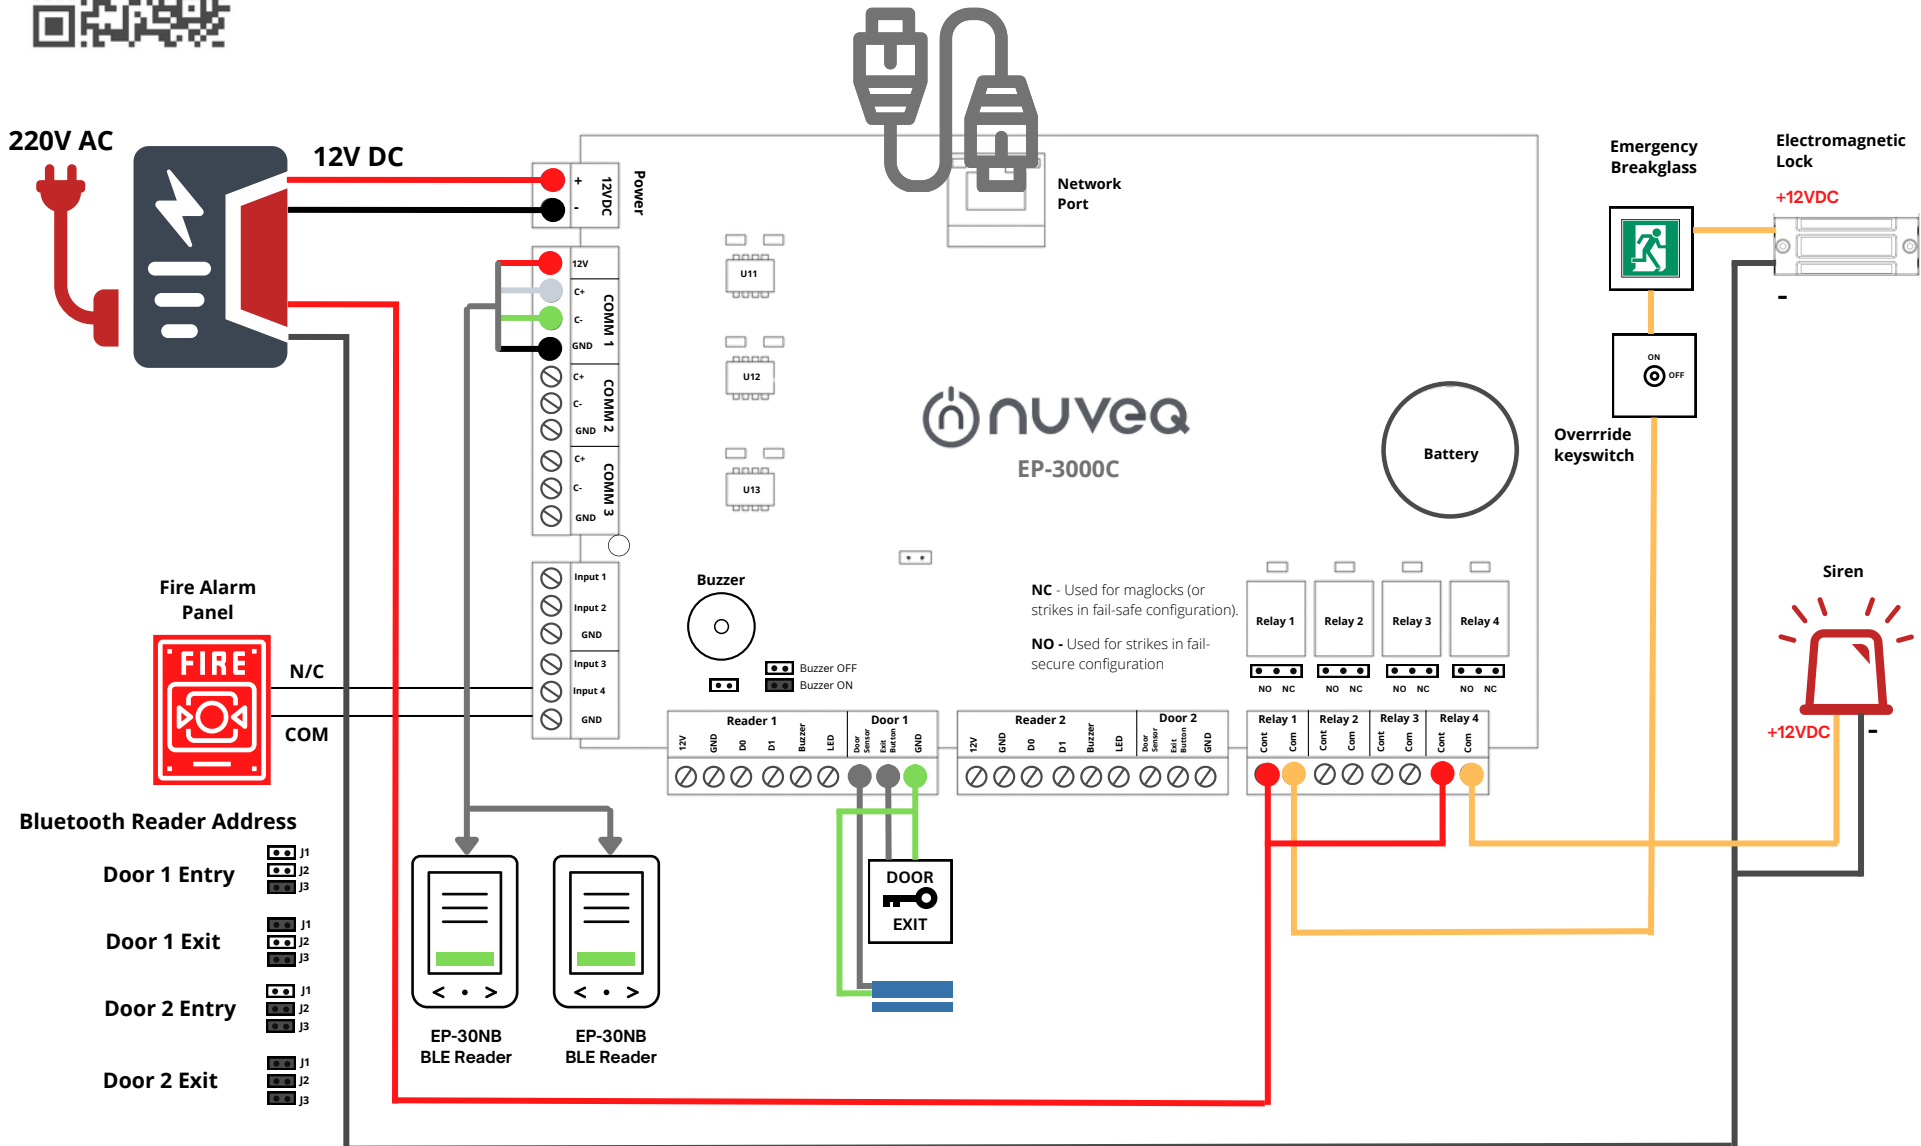 220V AC
12V DC
+
-
12VDC
Power
Network
Port
Emergency
Breakglass
Electromagnetic
Lock
+12VDC
-
12V
C+
C-
GND
COMM 1
C+
C-
GND
COMM 2
C+
C-
GND
COMM 3
U11
U12
U13
nuveq
EP-3000C
Battery
ON
OFF
Overrride
keyswitch
Fire Alarm
Panel
FIRE
N/C
COM
Input 1
Input 2
GND
Input 3
Input 4
GND
Buzzer
Buzzer OFF
Buzzer ON
NC - Used for maglocks (or
strikes in fail-safe configuration).
NO - Used for strikes in fail-
secure configuration
Relay 1
Relay 2
Relay 3
Relay 4
NO NC
NO NC
NO NC
NO NC
Siren
+12VDC
-
Reader 1
12V
GND
D0
D1
Buzzer
LED
Door 1
Door
Sensor
Exit
Button
GND
Reader 2
12V
GND
D0
D1
Buzzer
LED
Door 2
Door
Sensor
Exit
Button
GND
Relay 1
Cont
Com
Relay 2
Cont
Com
Relay 3
Cont
Com
Relay 4
Cont
Com
DOOR
EXIT
Bluetooth Reader Address
Door 1 Entry
J1
J2
J3
Door 1 Exit
J1
J2
J3
Door 2 Entry
J1
J2
J3
Door 2 Exit
J1
J2
J3
EP-30NB
BLE Reader
EP-30NB
BLE Reader